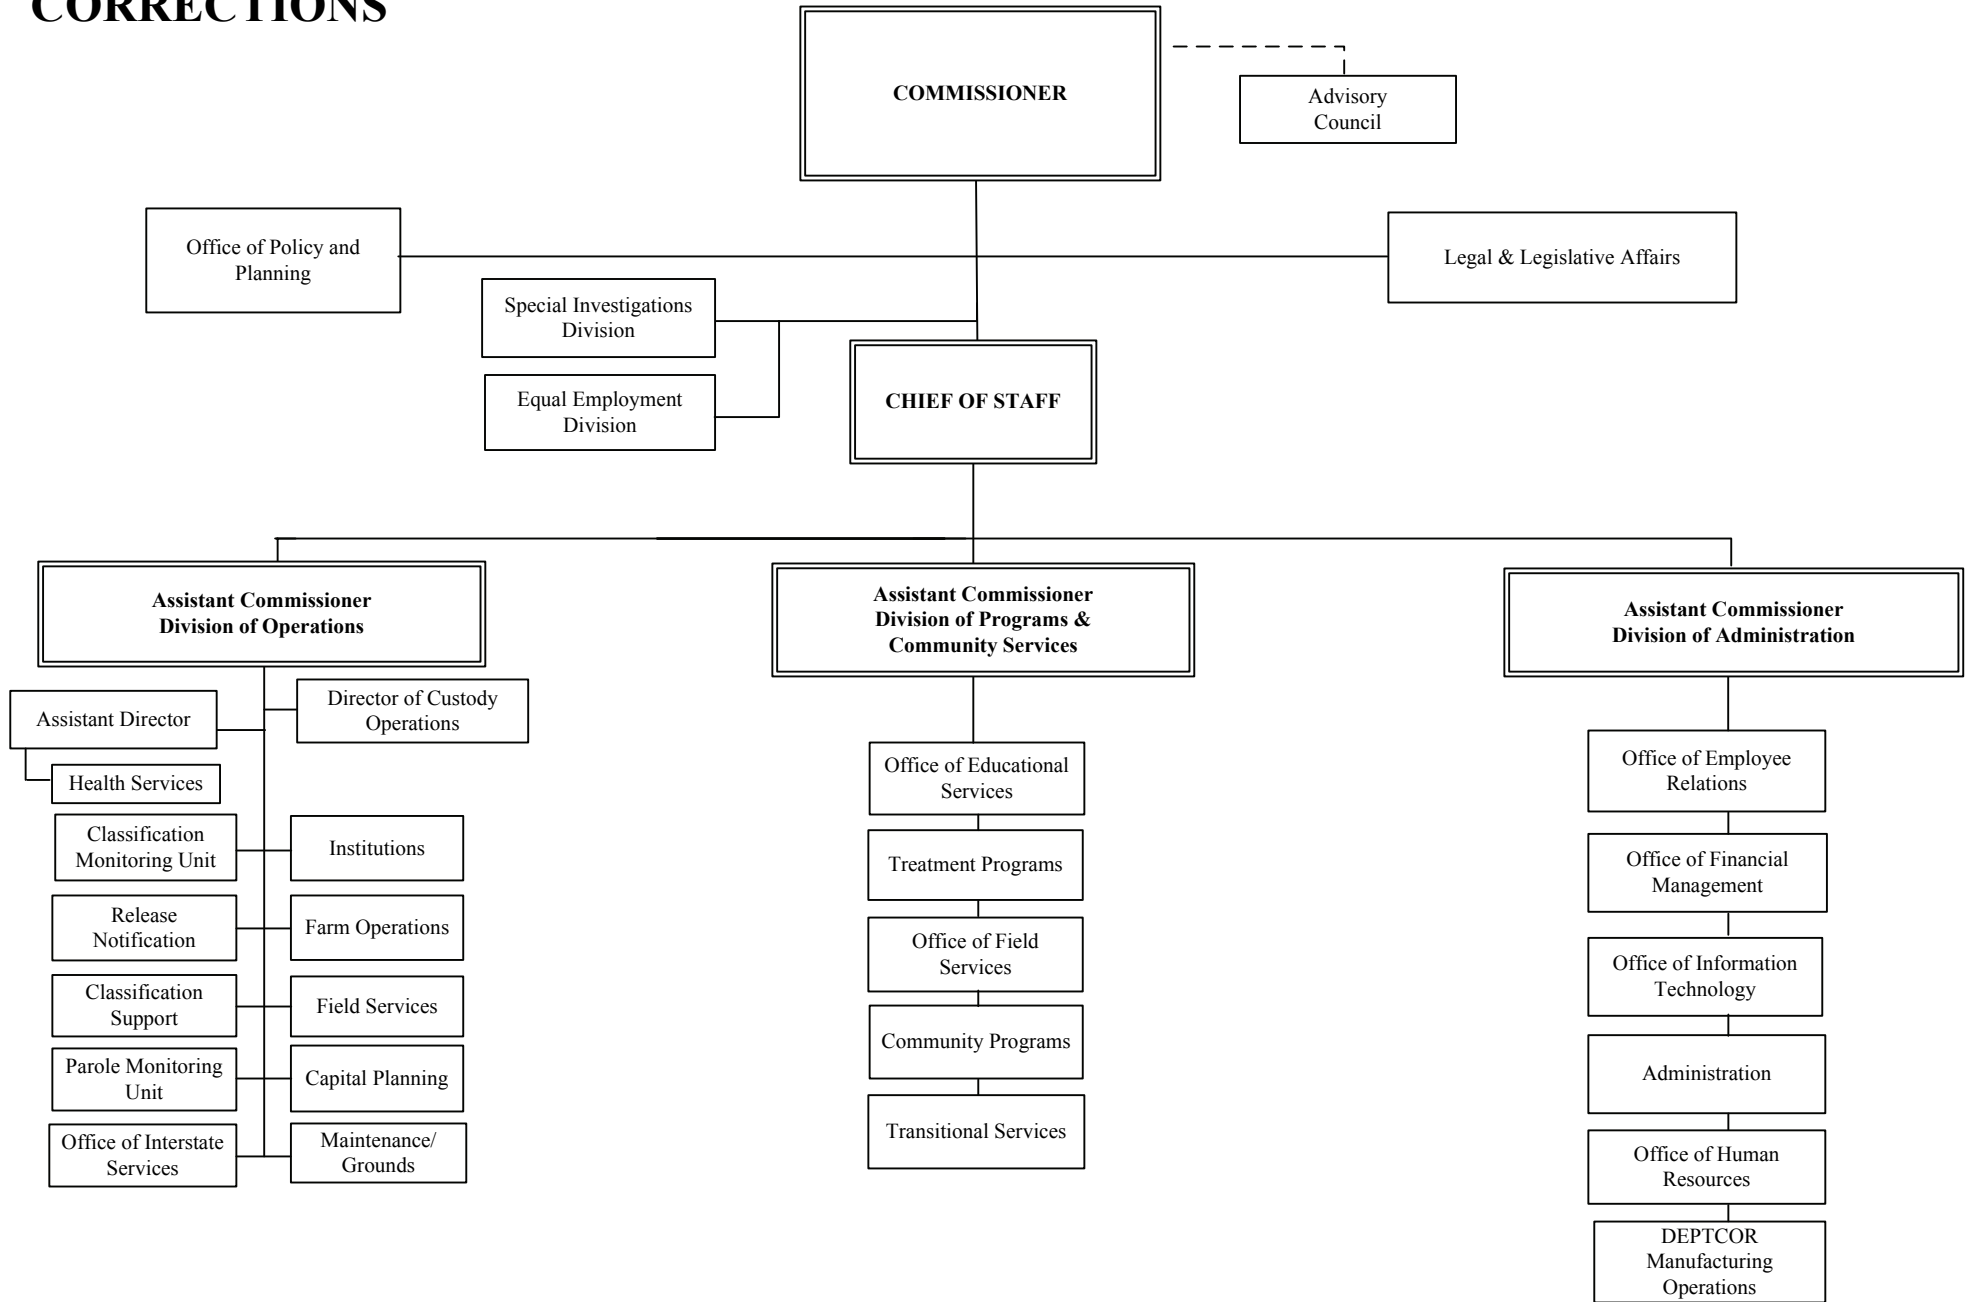 CORRECTIONS
COMMISSIONER
Advisory
Council
Office of Policy and
Planning
Legal & Legislative Affairs
Special Investigations
Division
Equal Employment
Division
CHIEF OF STAFF
Assistant Commissioner
Division of Operations
Assistant Commissioner
Division of Programs &
Community Services
Assistant Commissioner
Division of Administration
Assistant Director
Director of Custody
Operations
Health Services
Classification
Monitoring Unit
Institutions
Release
Notification
Farm Operations
Classification
Support
Field Services
Parole Monitoring
Unit
Capital Planning
Office of Interstate
Services
Maintenance/
Grounds
Office of Educational
Services
Treatment Programs
Office of Field
Services
Community Programs
Transitional Services
Office of Employee
Relations
Office of Financial
Management
Office of Information
Technology
Administration
Office of Human
Resources
DEPTCOR
Manufacturing
Operations